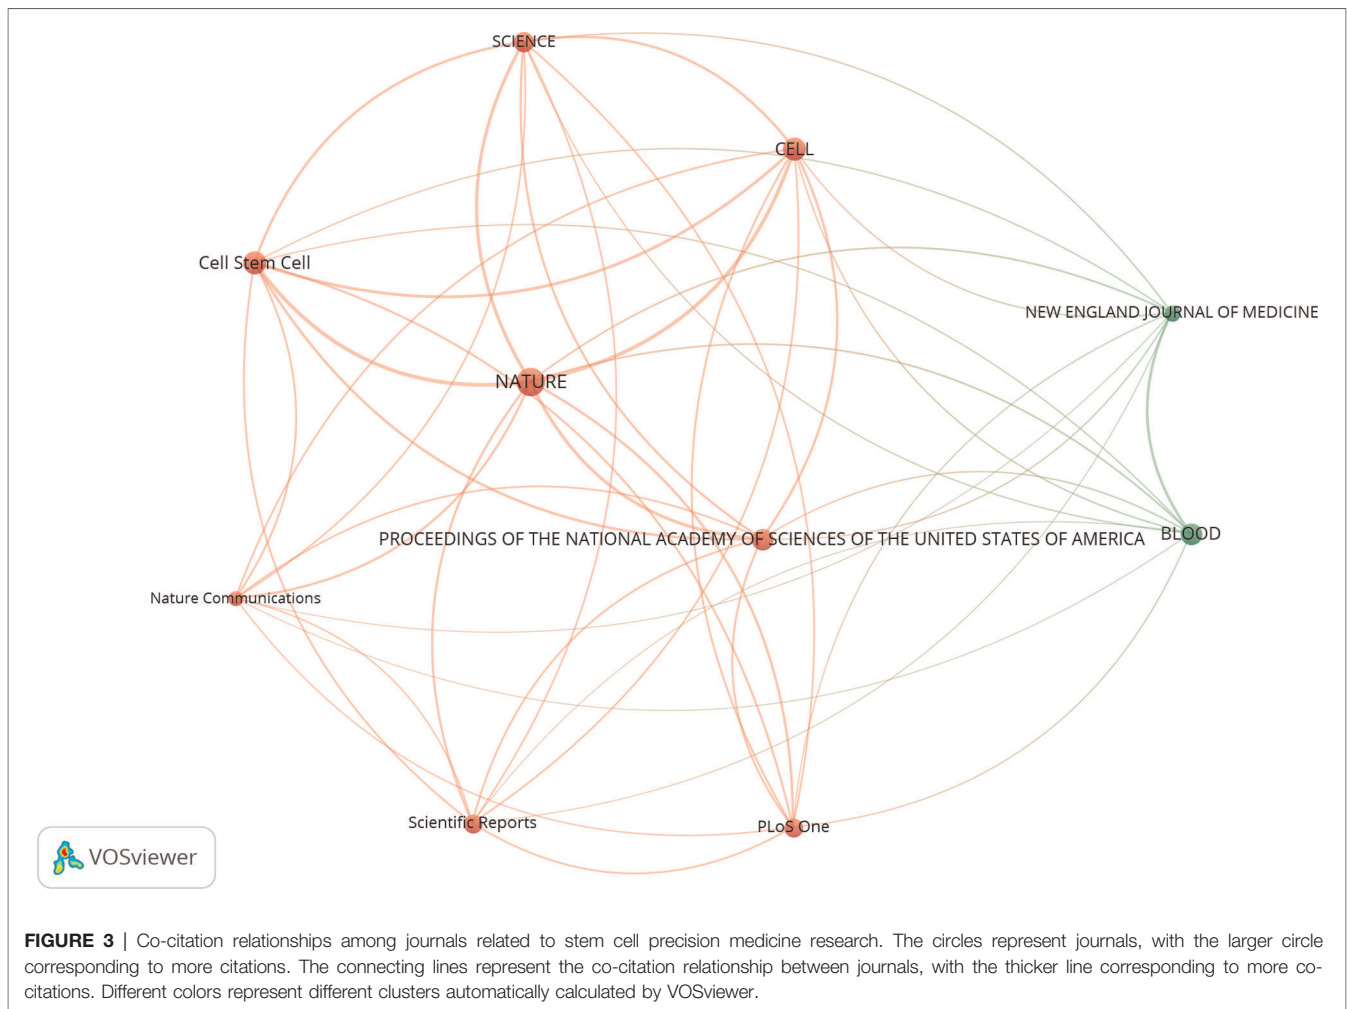 SCIENCE
CELL
Cell Stem Cell
NEW ENGLAND JOURNAL OF MEDICINE
NATURE
PROCEEDINGS OF THE NATIONAL ACADEMY OF SCIENCES OF THE UNITED STATES OF AMERICA
BLOOD
Nature Communications
Scientific Reports
PLoS One
VOSviewer
FIGURE 3 | Co-citation relationships among journals related to stem cell precision medicine research. The circles represent journals, with the larger circle
corresponding to more citations. The connecting lines represent the co-citation relationship between journals, with the thicker line corresponding to more co-
citations. Different colors represent different clusters automatically calculated by VOSviewer.